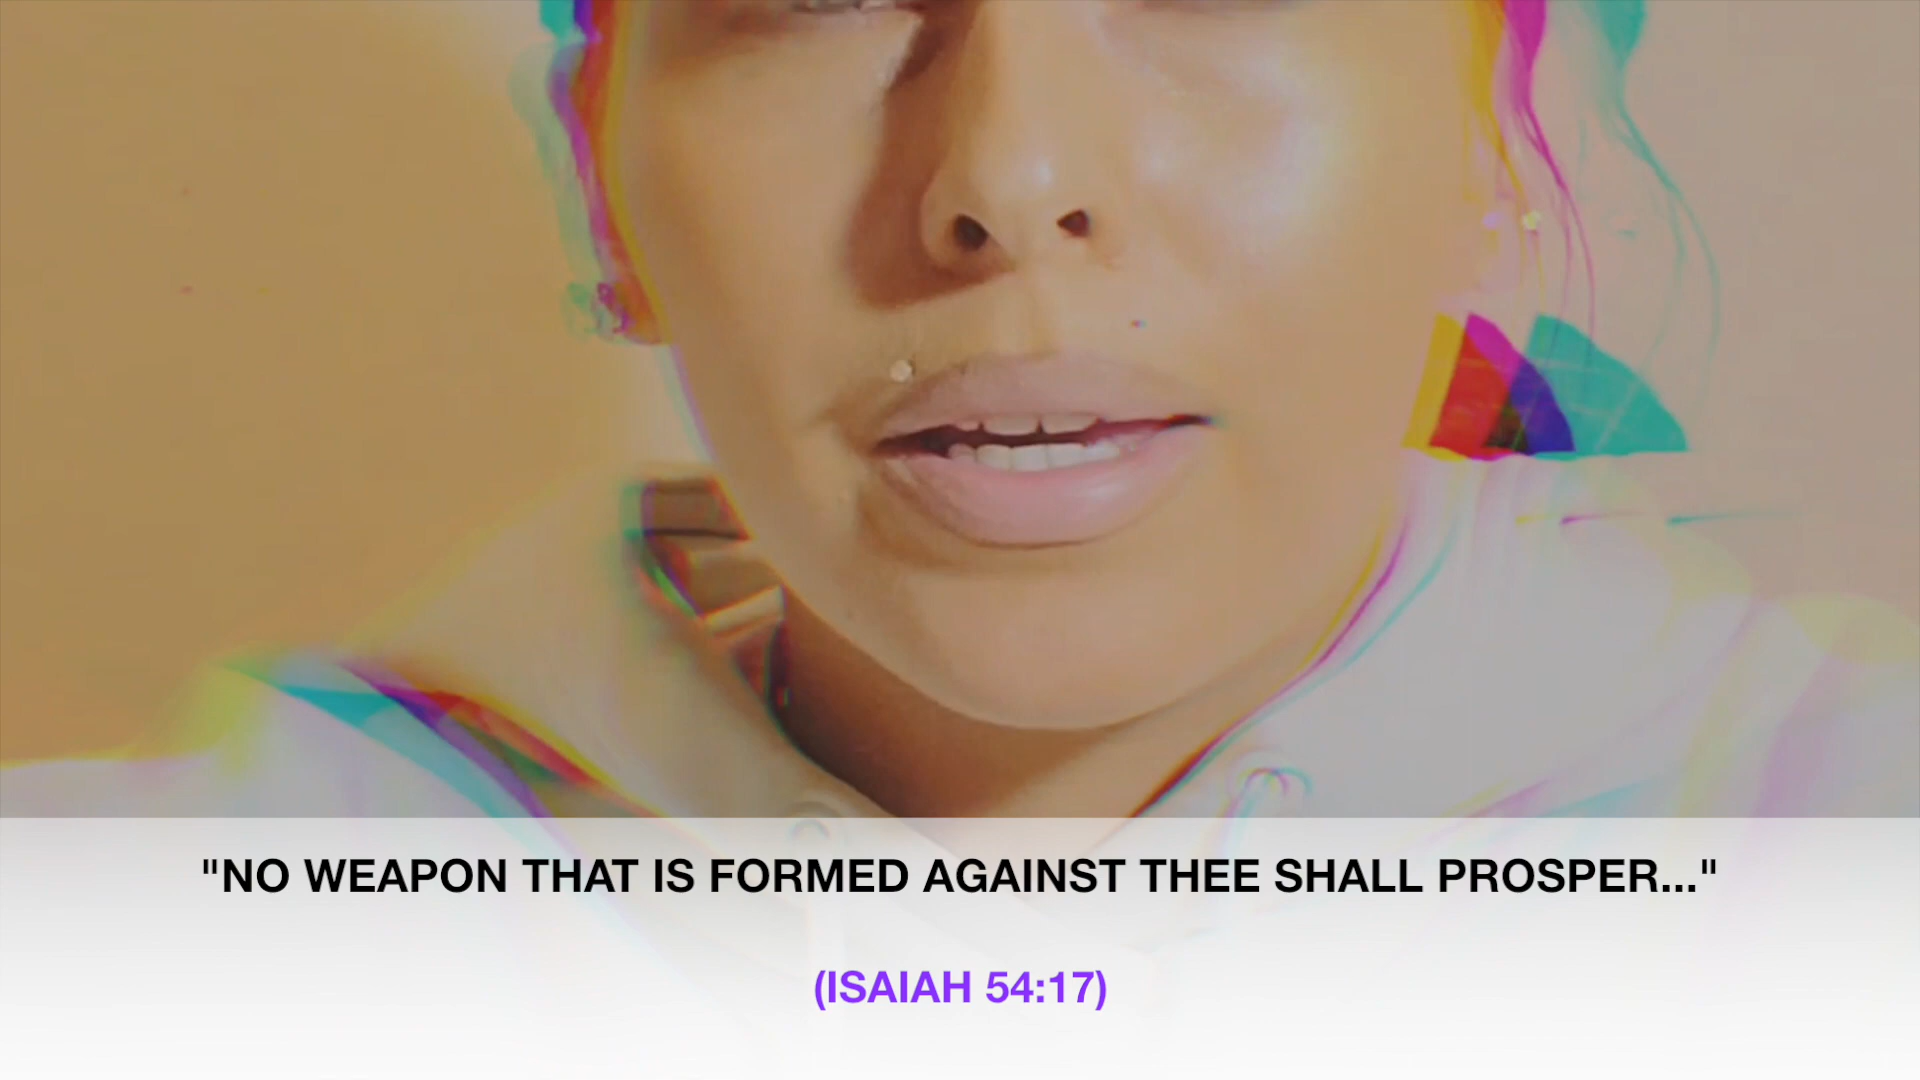 "NO WEAPON THAT IS FORMED AGAINST THEE SHALL PROSPER..."
(ISAIAH 54:17)